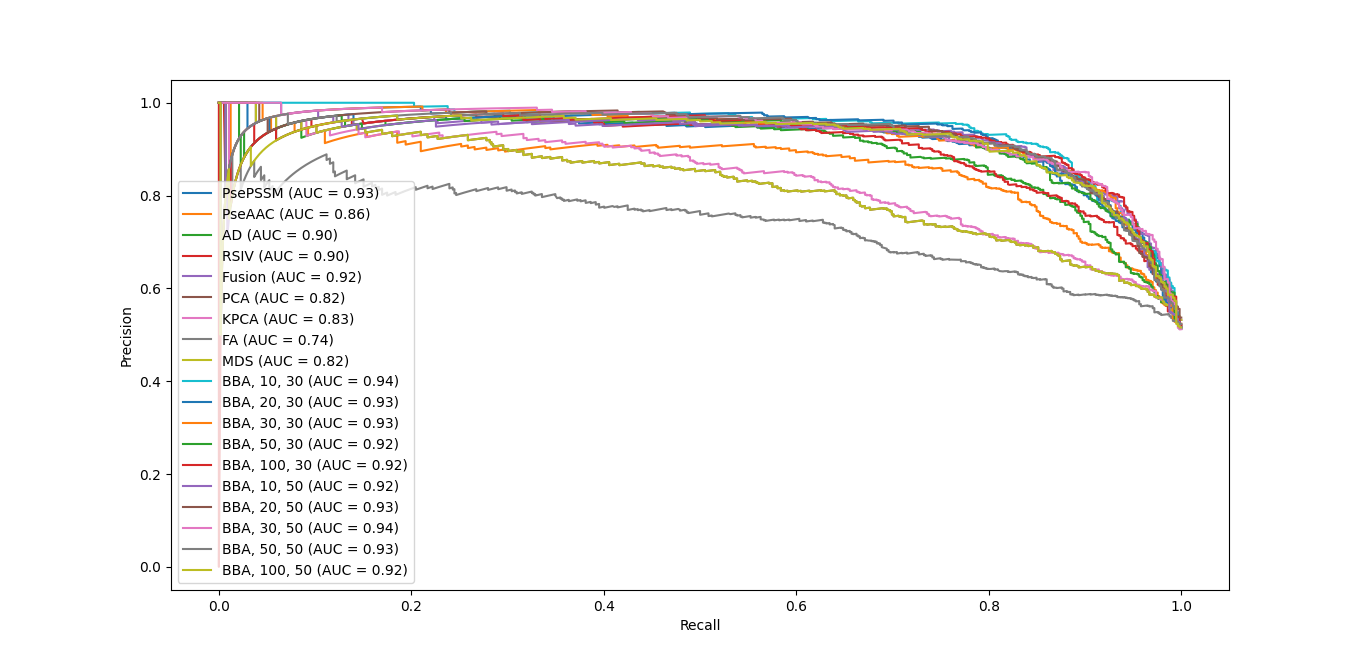 1.0
0.8
0.6
0.4
0.2
0.0
Precision
PsePSSM (AUC = 0.93)
PseAAC (AUC = 0.86)
AD (AUC = 0.90)
RSIV (AUC = 0.90)
Fusion (AUC = 0.92)
PCA (AUC = 0.82)
KPCA (AUC = 0.83)
FA (AUC = 0.74)
MDS (AUC = 0.82)
BBA, 10, 30 (AUC = 0.94)
BBA, 20, 30 (AUC = 0.93)
BBA, 30, 30 (AUC = 0.93)
BBA, 50, 30 (AUC = 0.92)
BBA, 100, 30 (AUC = 0.92)
BBA, 10, 50 (AUC = 0.92)
BBA, 20, 50 (AUC = 0.93)
BBA, 30, 50 (AUC = 0.94)
BBA, 50, 50 (AUC = 0.93)
BBA, 100, 50 (AUC = 0.92)
0.0 0.2 0.4 0.6 0.8 1.0
Recall